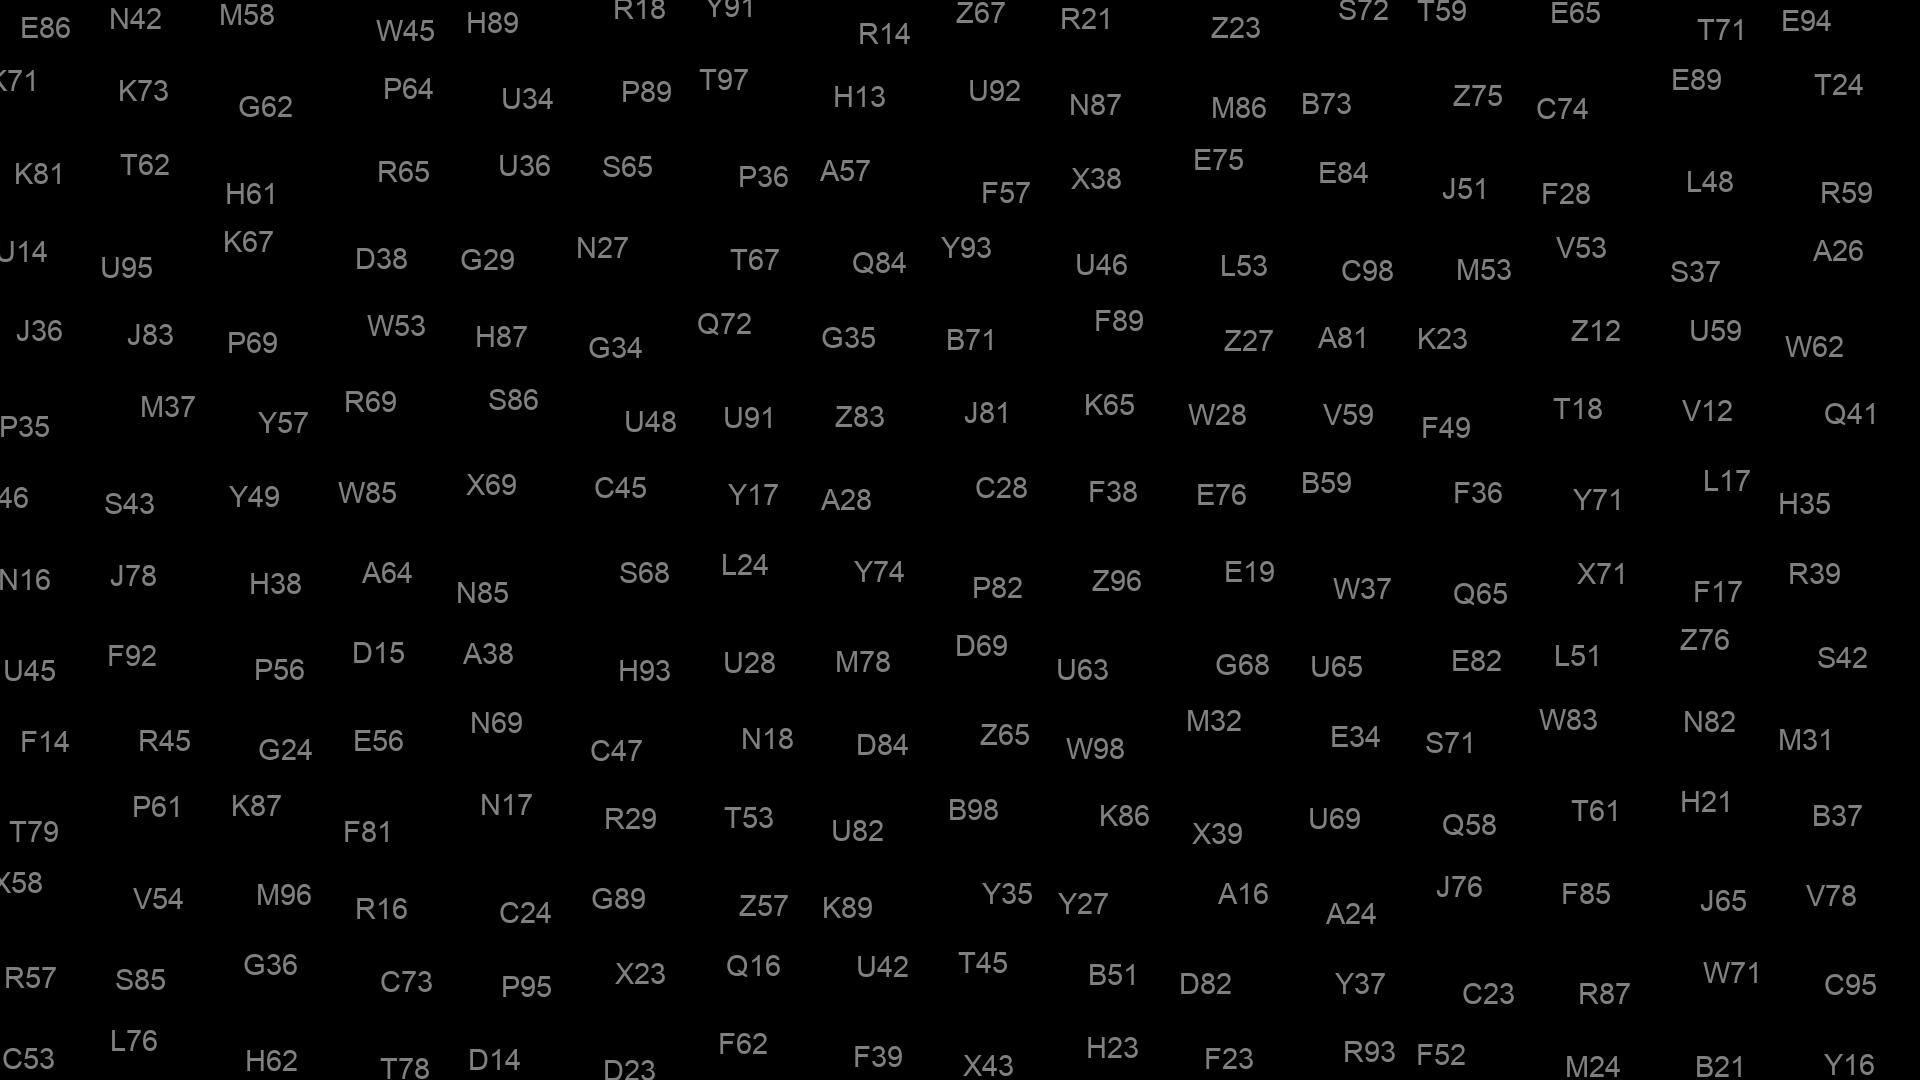 E86 N42 M58 W45 H89 R18 Y91 R14 Z67 R21 Z23 S72 T59 E65 T71 E94
K71 K73 G62 P64 U34 P89 T97 H13 U92 N87 M86 B73 Z75 C74 E89 T24
K81 T62 H61 R65 U36 S65 P36 A57 F57 X38 E75 E84 J51 F28 L48 R59
U14 U95 K67 D38 G29 N27 T67 Q84 Y93 U46 L53 C98 M53 V53 S37 A26
J36 J83 P69 W53 H87 G34 Q72 G35 B71 F89 Z27 A81 K23 Z12 U59 W62
P35 M37 Y57 R69 S86 U48 U91 Z83 J81 K65 W28 V59 F49 T18 V12 Q41
46 S43 Y49 W85 X69 C45 Y17 A28 C28 F38 E76 B59 F36 Y71 L17 H35
N16 J78 H38 A64 N85 S68 L24 Y74 P82 Z96 E19 W37 Q65 X71 F17 R39
U45 F92 P56 D15 A38 H93 U28 M78 D69 U63 G68 U65 E82 L51 Z76 S42
F14 R45 G24 E56 N69 C47 N18 D84 Z65 W98 M32 E34 S71 W83 N82 M31
T79 P61 K87 F81 N17 R29 T53 U82 B98 K86 X39 U69 Q58 T61 H21 B37
X58 V54 M96 R16 C24 G89 Z57 K89 Y35 Y27 A16 A24 J76 F85 J65 V78
R57 S85 G36 C73 P95 X23 Q16 U42 T45 B51 D82 Y37 C23 R87 W71 C95
C53 L76 H62 T78 D14 D23 F62 F39 X43 H23 F23 R93 F52 M24 B21 Y16